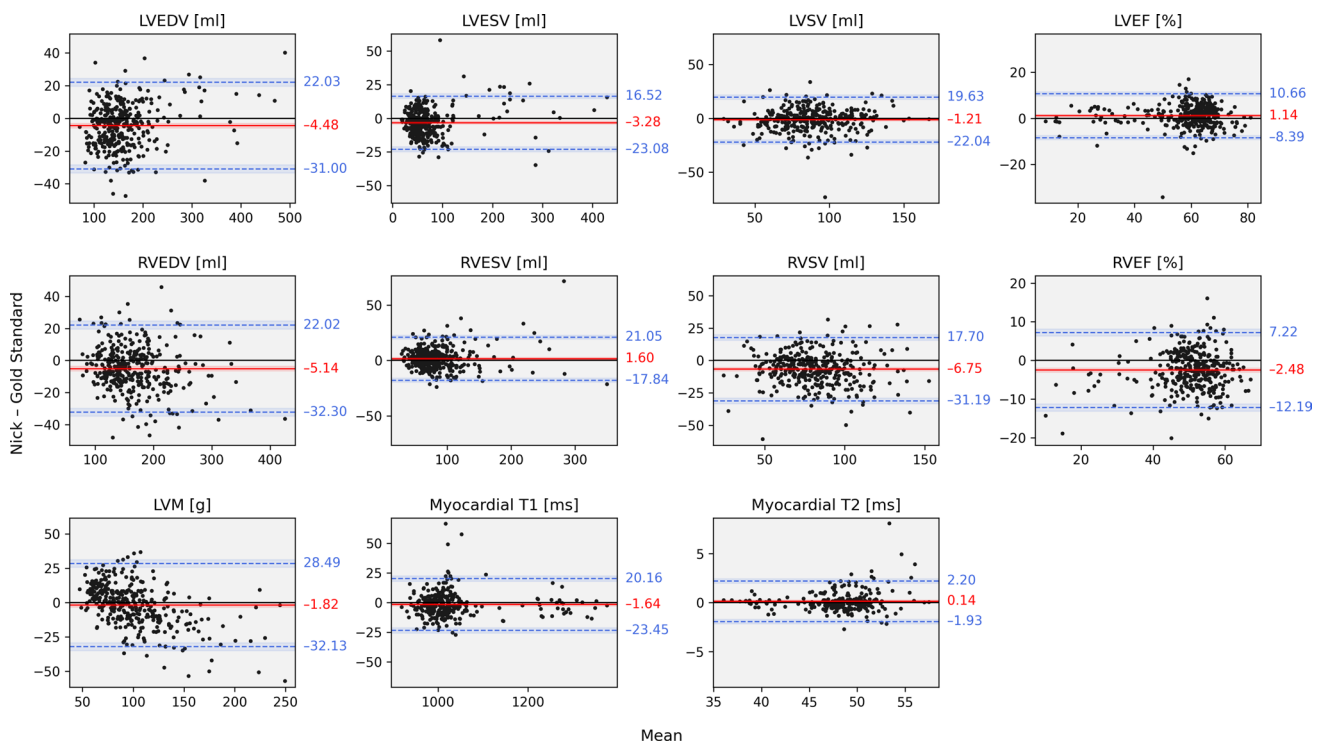 LVEDV [ml] LVESV [ml] LVSV [ml] LVEF [%]
40 20 0 −20 −40
22.03 −4.48 −31.00
50 25 0 −25 −50
16.52 −3.28 −23.08
50 0 −50
19.63 −1.21 −22.04
20 0 −20
10.66 1.14 −8.39
100 200 300 400 500
0 100 200 300 400
50 100 150
20 40 60 80
RVEDV [ml] RVESV [ml] RVSV [ml] RVEF [%]
40 20 0 −20 −40
22.02 −5.14 −32.30
50 0 −50
21.05 1.60 −17.84
50 25 0 −25 −50
17.70 −6.75 −31.19
20 10 0 −10 −20
7.22 −2.48 −12.19
100 200 300 400
100 200 300
50 100 150
20 40 60
Nick – Gold Standard
LVM [g] Myocardial T1 [ms] Myocardial T2 [ms]
50 25 0 −25 −50
28.49 −1.82 −32.13
50 25 0 −25 −50
20.16 −1.64 −23.45
5 0 −5
2.20 0.14 −1.93
50 100 150 200 250
1000 1200
35 40 45 50 55
Mean